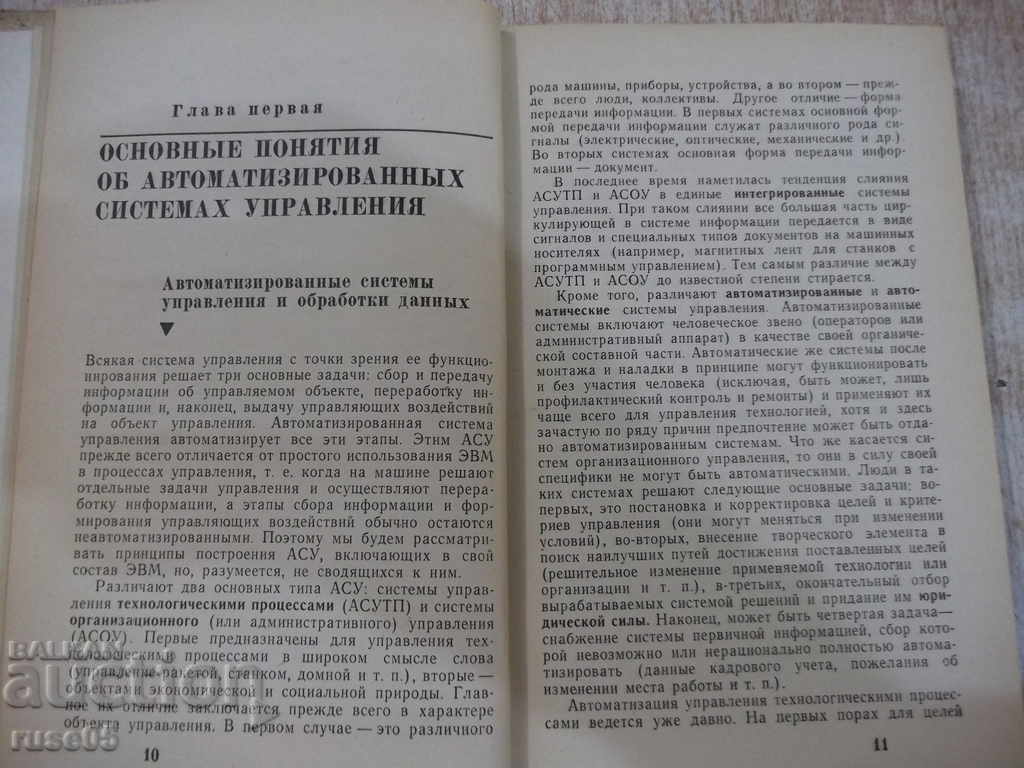 Глава первая
ОСНОВНЫЕ ПОНЯТИЯ
ОБ АВТОМАТИЗИРОВАННЫХ
СИСТЕМАХ УПРАВЛЕНИЯ
Автоматизированные системы
управления и обработки данных
Всякая система управления с точки зрения ее функцио-
нирования решает три основные задачи: сбор и передачу
информации об управляемом объекте, переработку ин-
формации и, наконец, выдачу управляющих воздействий
на объект управления. Автоматизированная система
управления автоматизирует все эти этапы. Этим АСУ
прежде всего отличается от простого использования ЭВМ
в процессах управления, т. е. когда на машине решают
отдельные задачи управления и осуществляют перера-
ботку информации, а этапы сбора информации и фор-
мирования управляющих воздействий обычно остаются
неавтоматизированными. Поэтому мы будем рассматри-
вать принципы построения АСУ, включающих в свой
состав ЭВМ, но, разумеется, не сводящихся к ним.
Различают два основных типа АСУ: системы управ-
ления технологическими процессами (АСУТП) и системы
организационного (или административного) управления
(АСОУ). Первые предназначены для управления тех-
нологическими процессами в широком смысле слова
(управление ракетой, станком, домной и т. п.), вторые —
объектами экономической и социальной природы. Глав-
ное их отличие заключается прежде всего в характере
объекта управления. В первом случае — это различного
10
рода машины, приборы, устройства, а во втором — преж-
де всего люди, коллективы. Другое отличие — форма
передачи информации. В первых системах основной фор-
мой передачи информации служат различного рода си-
гналы (электрические, оптические, механические и др.).
Во вторых системах основная форма передачи инфор-
мации — документ.
В последнее время наметилась тенденция слияния
АСУТП и АСОУ в единые интегрированные системы
управления. При таком слиянии все большая часть цир-
кулирующей в системе информации передается в виде
сигналов и специальных типов документов на машинных
носителях (например, магнитных лент для станков с
программным управлением). Тем самым различие между
АСУТП и АСОУ до известной степени стирается.
Кроме того, различают автоматизированные и авто-
матические системы управления. Автоматизированные
системы включают человеческое звено (операторов или
административный аппарат) в качестве своей органиче-
ской составной части. Автоматические же системы после
монтажа и наладки в принципе могут функционировать
и без участия человека (исключая, быть может, лишь
профилактический контроль и ремонты) и применяют их
чаще всего для управления технологией, хотя и здесь
зачастую по ряду причин предпочтение может быть отда-
но автоматизированным системам. Что же касается си-
стем организационного управления, то они в силу своей
специфики не могут быть автоматическими. Люди в та-
ких системах решают следующие основные задачи: во-
первых, это постановка и корректировка целей и крите-
риев управления (они могут меняться при изменении
условий), во-вторых, внесение творческого элемента в
поиск наилучших путей достижения поставленных целей
(решительное изменение применяемой технологии или
организации и т. п.), в-третьих, окончательный отбор
вырабатываемых системой решений и придание им юри-
дической силы. Наконец, может быть четвертая задача —
снабжение системы первичной информацией, сбор кото-
рой невозможно или нерационально полностью автома-
тизировать (данные кадрового учета, пожелания об
изменении места работы и т. п.).
Автоматизация управления технологическими процес-
сами ведется уже давно. На первых порах для целей
11
BALKAN
auction
ruse05